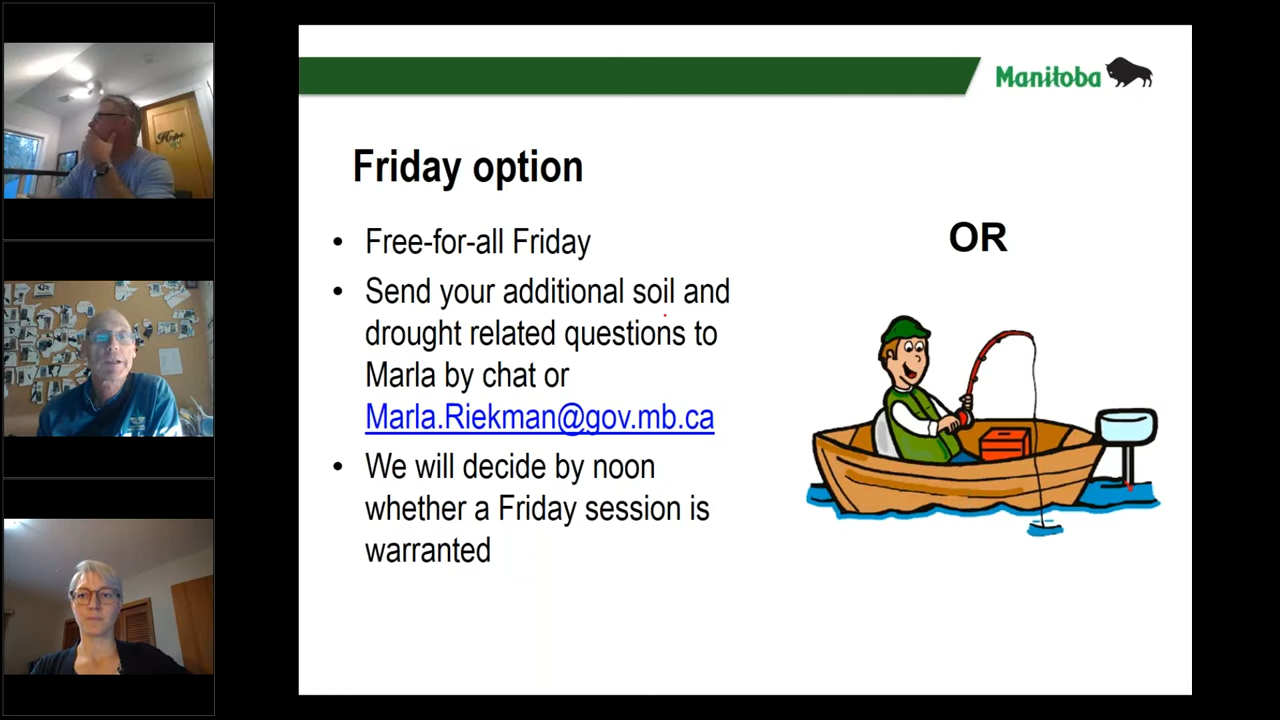 Manitoba
Friday option
• Free-for-all Friday
• Send your additional soil and
drought related questions to
Marla by chat or
Marla.Riekman@gov.mb.ca
• We will decide by noon
whether a Friday session is
warranted
OR
Hope